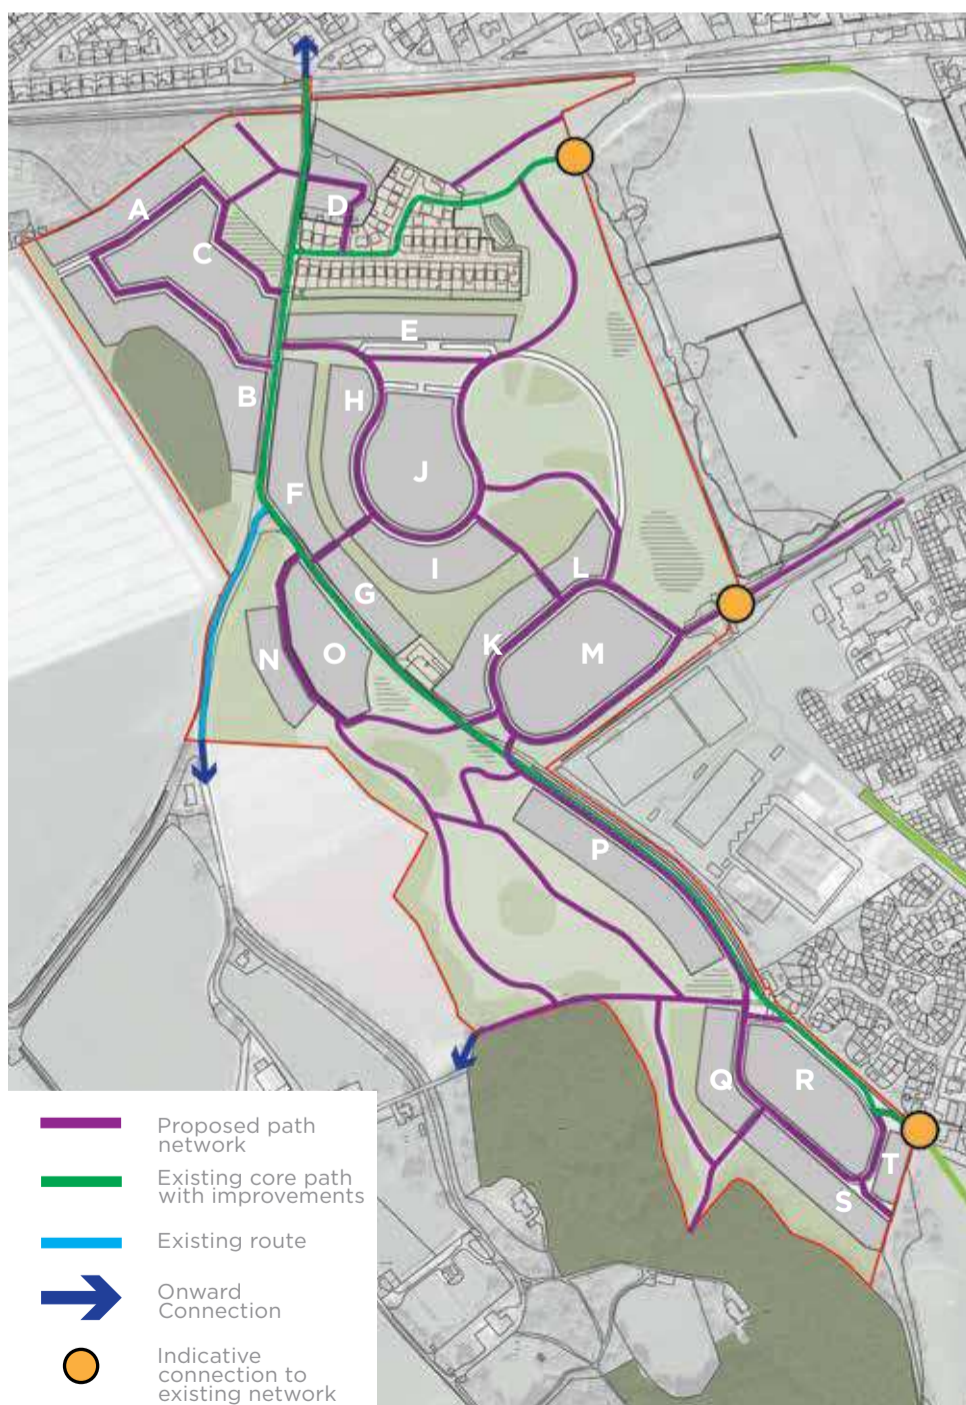 A
D
C
E
B
H
J
F
I
L
G
K
M
N
O
P
Q
R
T
S
Proposed path
network
Existing core path
with improvements
Existing route
Onward
Connection
Indicative
connection to
existing network